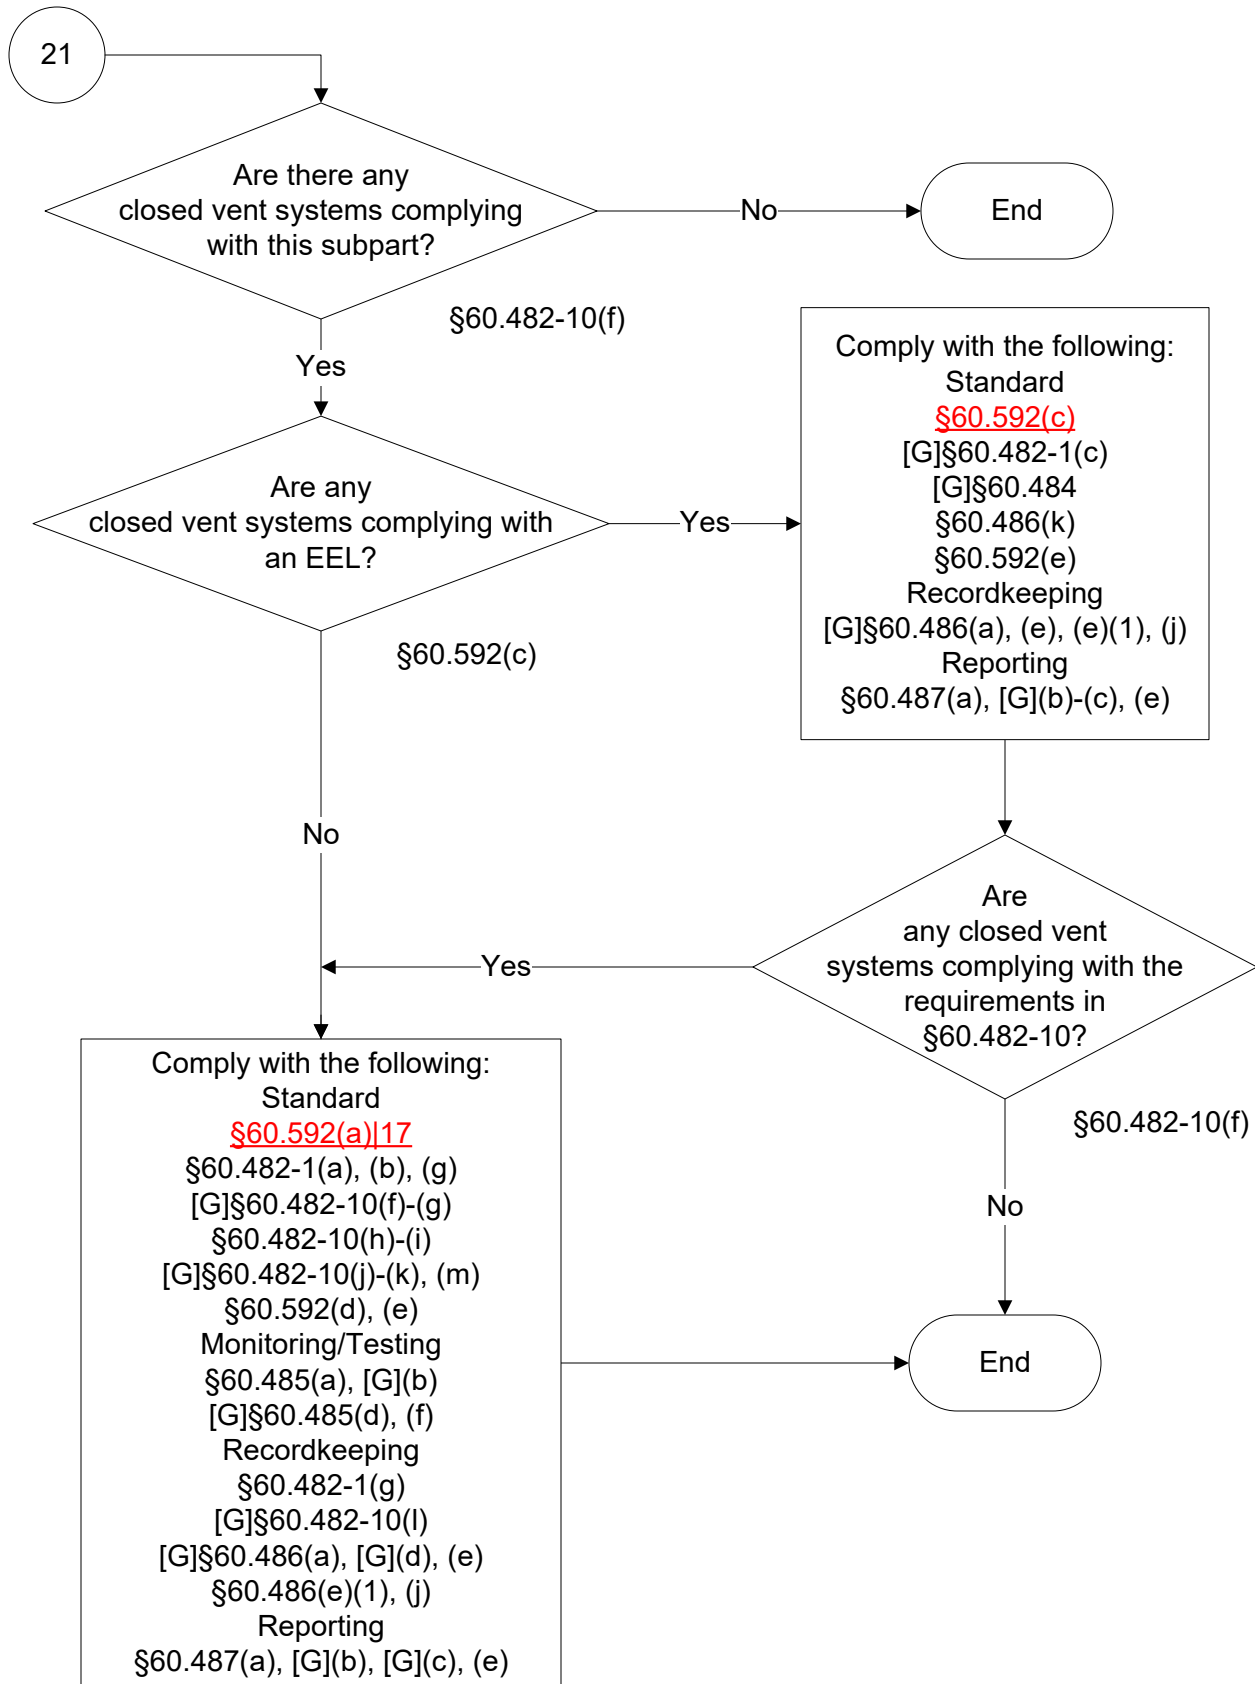 21
Are there any
closed vent systems complying
with this subpart?
No
End
§60.482-10(f)
Yes
Are any
closed vent systems complying with
an EEL?
Yes
§60.592(c)
Comply with the following:
Standard
§60.592(c)
[G]§60.482-1(c)
[G]§60.484
§60.486(k)
§60.592(e)
Recordkeeping
[G]§60.486(a), (e), (e)(1), (j)
Reporting
§60.487(a), [G](b)-(c), (e)
No
Are
any closed vent
systems complying with the
requirements in
§60.482-10?
Yes
§60.482-10(f)
No
End
Comply with the following:
Standard
§60.592(a)|17
§60.482-1(a), (b), (g)
[G]§60.482-10(f)-(g)
§60.482-10(h)-(i)
[G]§60.482-10(j)-(k), (m)
§60.592(d), (e)
Monitoring/Testing
§60.485(a), [G](b)
[G]§60.485(d), (f)
Recordkeeping
§60.482-1(g)
[G]§60.482-10(l)
[G]§60.486(a), [G](d), (e)
§60.486(e)(1), (j)
Reporting
§60.487(a), [G](b), [G](c), (e)